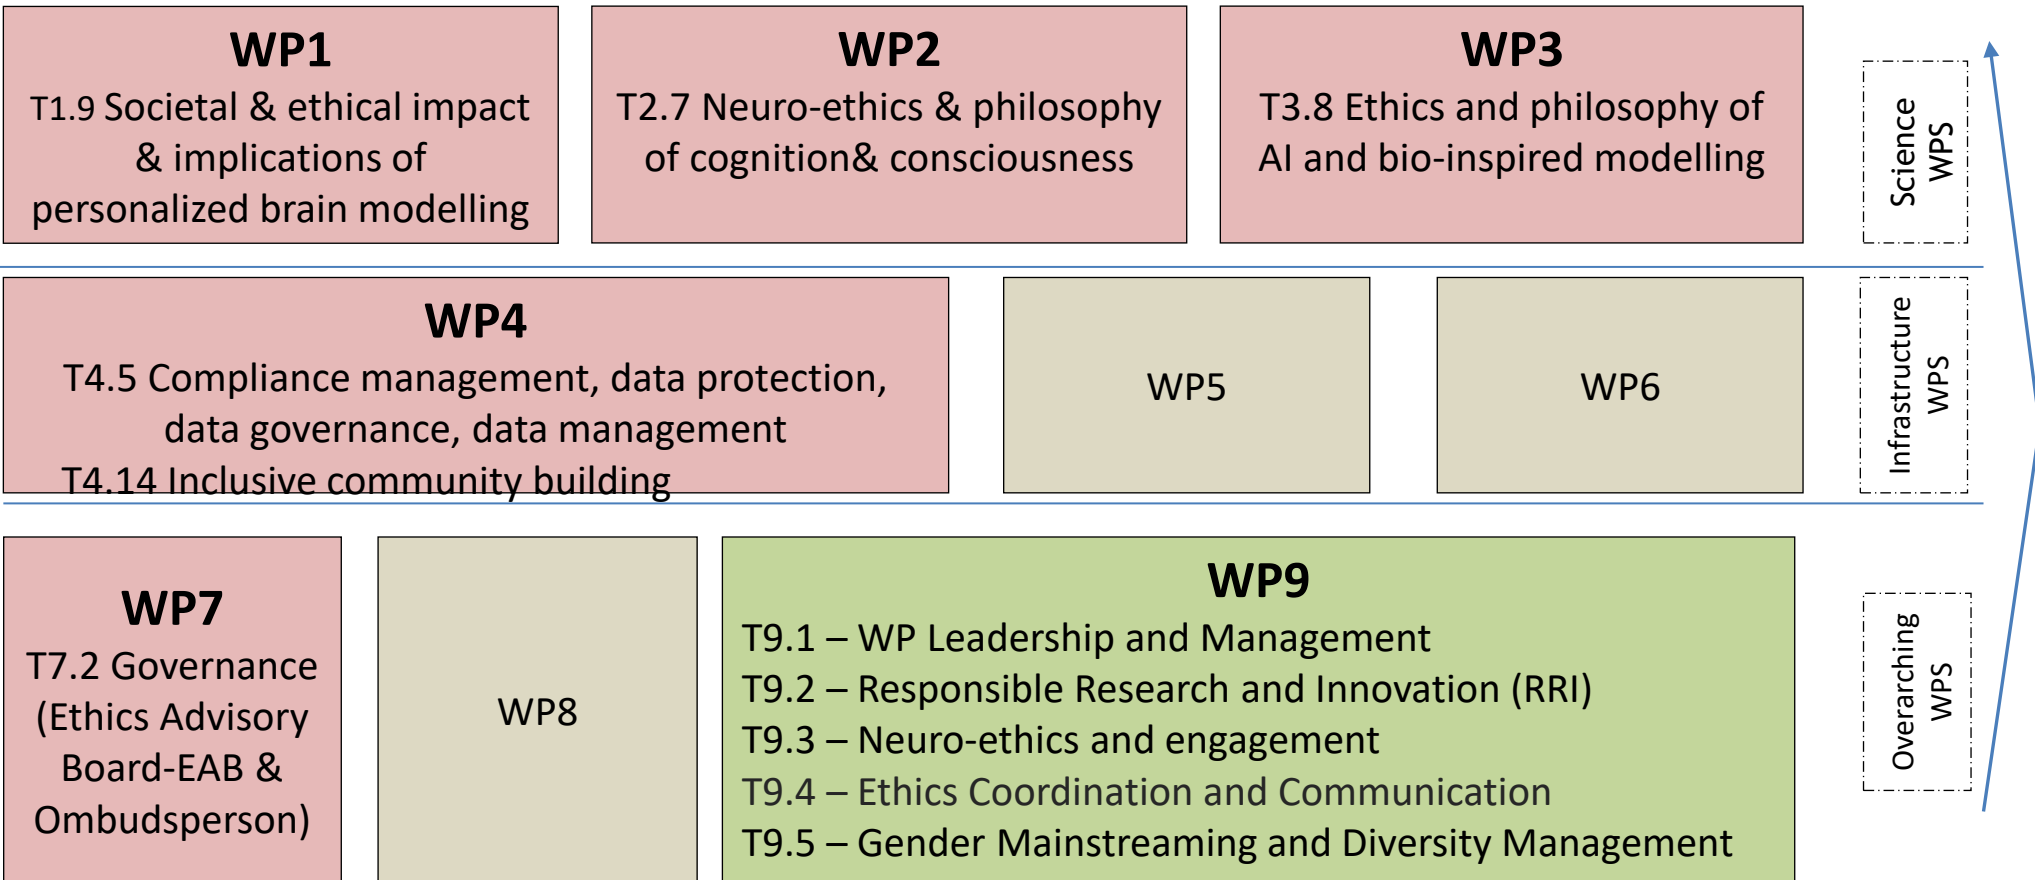 WP1
T1.9 Societal & ethical impact
& implications of
personalized brain modelling
WP2
T2.7 Neuro-ethics & philosophy
of cognition& consciousness
WP3
T3.8 Ethics and philosophy of
AI and bio-inspired modelling
Science
WPS
WP4
T4.5 Compliance management, data protection,
data governance, data management
T4.14 Inclusive community building
WP5
WP6
Infrastructure
WPS
WP7
T7.2 Governance
(Ethics Advisory
Board-EAB &
Ombudsperson)
WP8
WP9
T9.1 – WP Leadership and Management
T9.2 – Responsible Research and Innovation (RRI)
T9.3 – Neuro-ethics and engagement
T9.4 – Ethics Coordination and Communication
T9.5 – Gender Mainstreaming and Diversity Management
Overarching
WPS